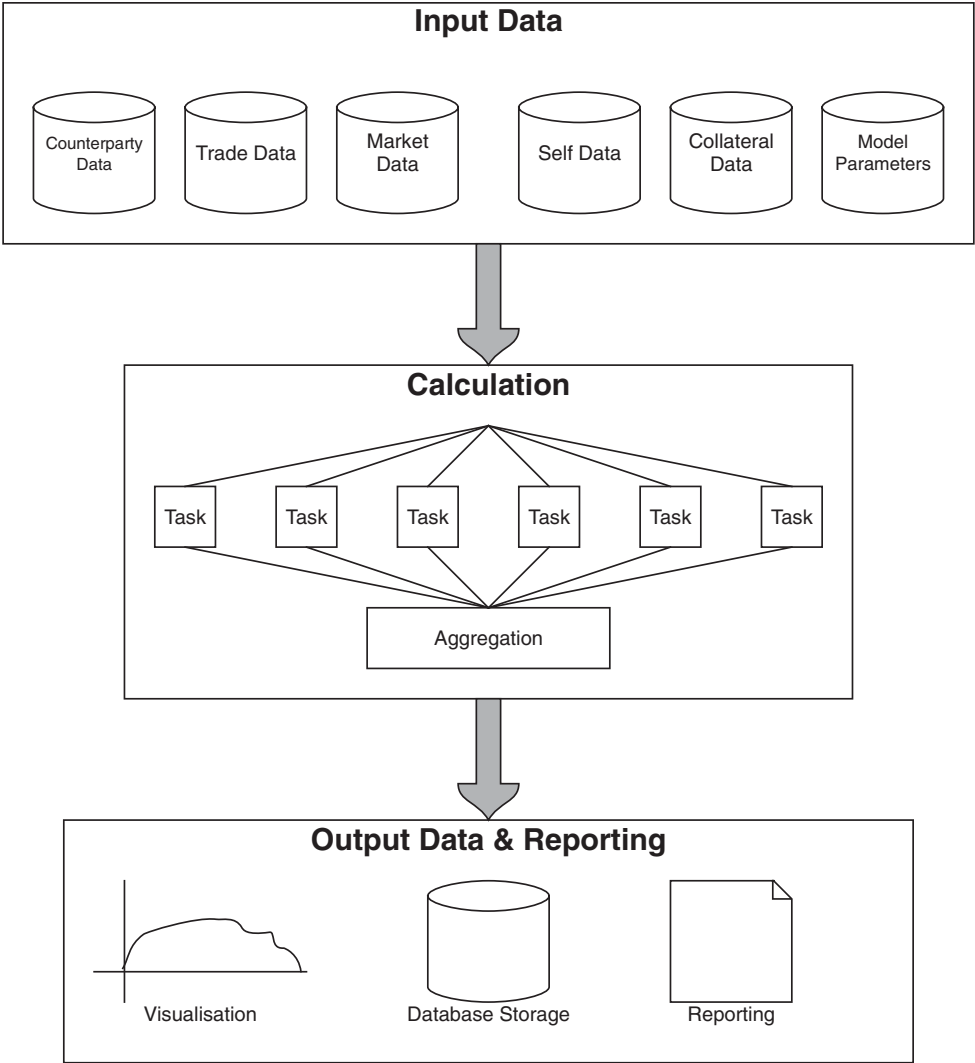 Input Data
Counterparty
Data
Trade Data
Market
Data
Self Data
Collateral
Data
Model
Parameters
Calculation
Task
Task
Task
Task
Task
Task
Aggregation
Output Data & Reporting
Visualisation
Database Storage
Reporting